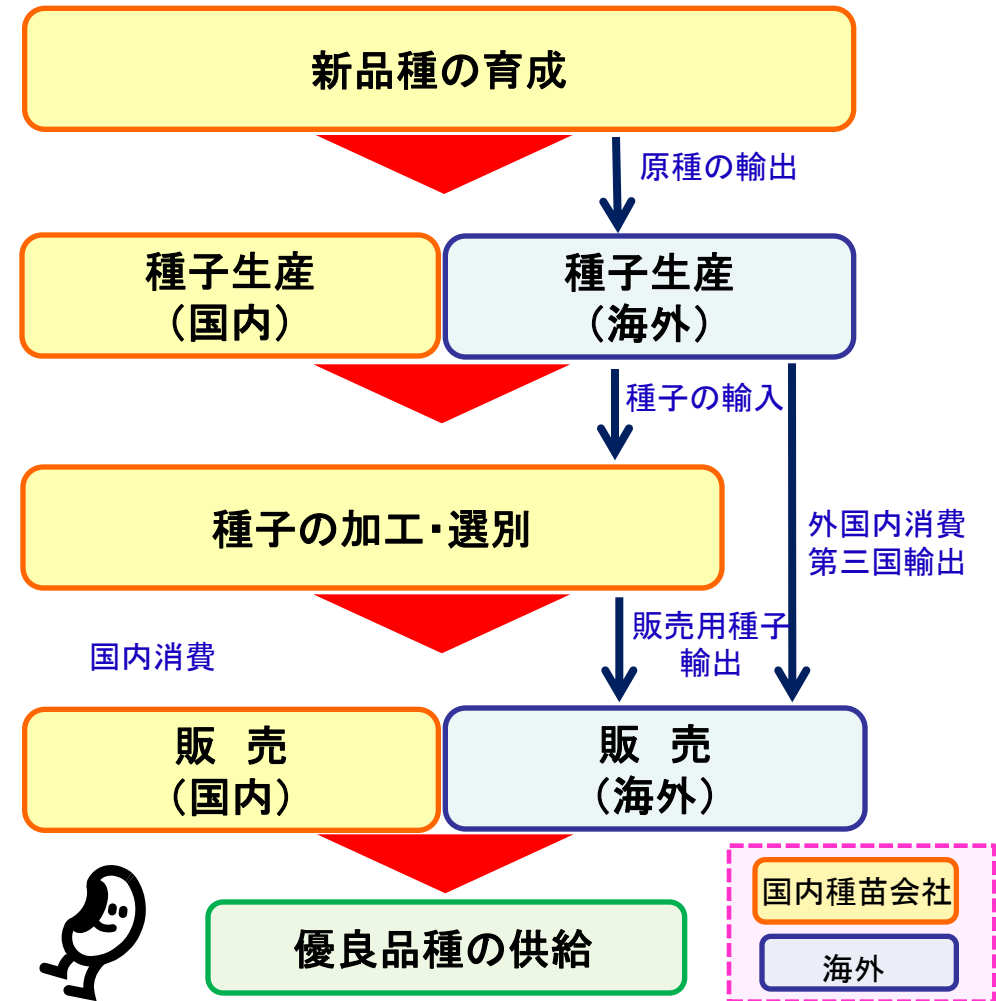 新品種の育成
原種の輸出
種子生産
（国内）
種子生産
（海外）
種子の輸入
種子の加工･選別
外国内消費
第三国輸出
販売用種子
輸出
国内消費
販　売
（国内）
販　売
（海外）
優良品種の供給
国内種苗会社
海外